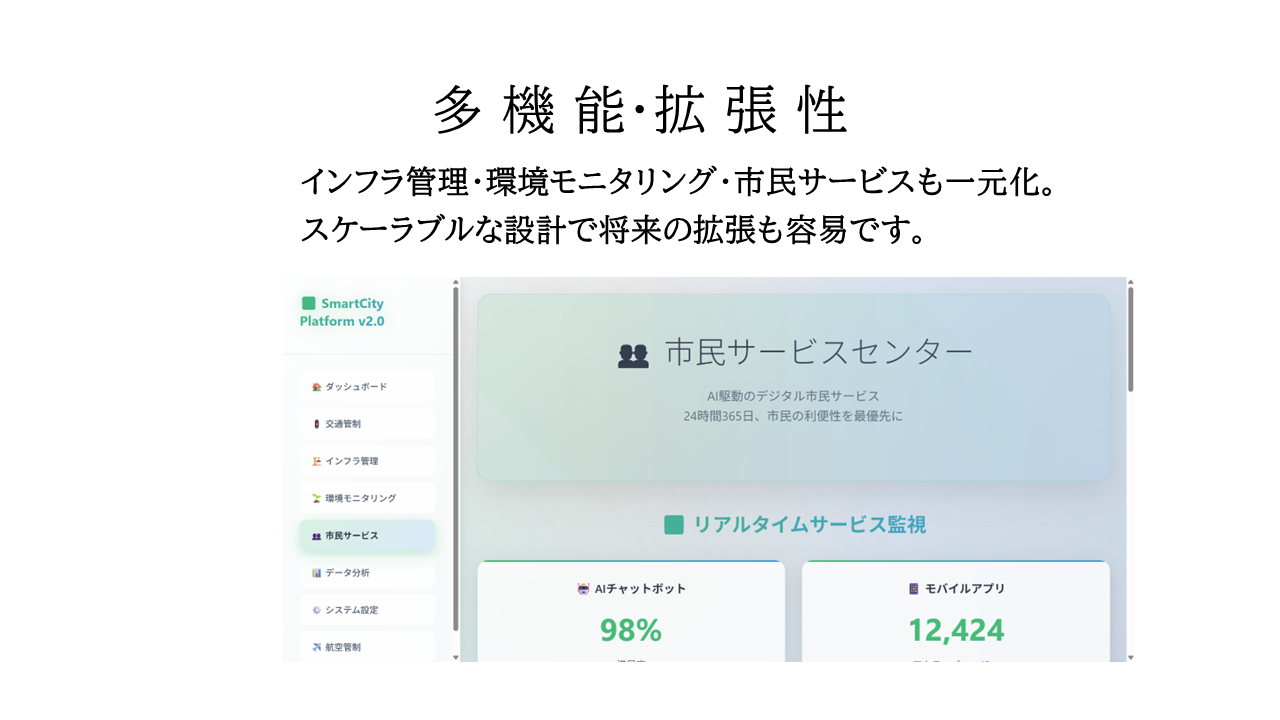 多機能・拡張性
インフラ管理・環境モニタリング・市民サービスも一元化。
スケーラブルな設計で将来の拡張も容易です。
SmartCity
Platform v2.0
ダッシュボード
交通管制
インフラ管理
環境モニタリング
市民サービス
データ分析
システム設定
航空管制
市民サービスセンター
AI駆動のデジタル市民サービス
24時間365日、市民の利便性を最優先に
リアルタイムサービス監視
AIチャットボット
98%
モバイルアプリ
12,424